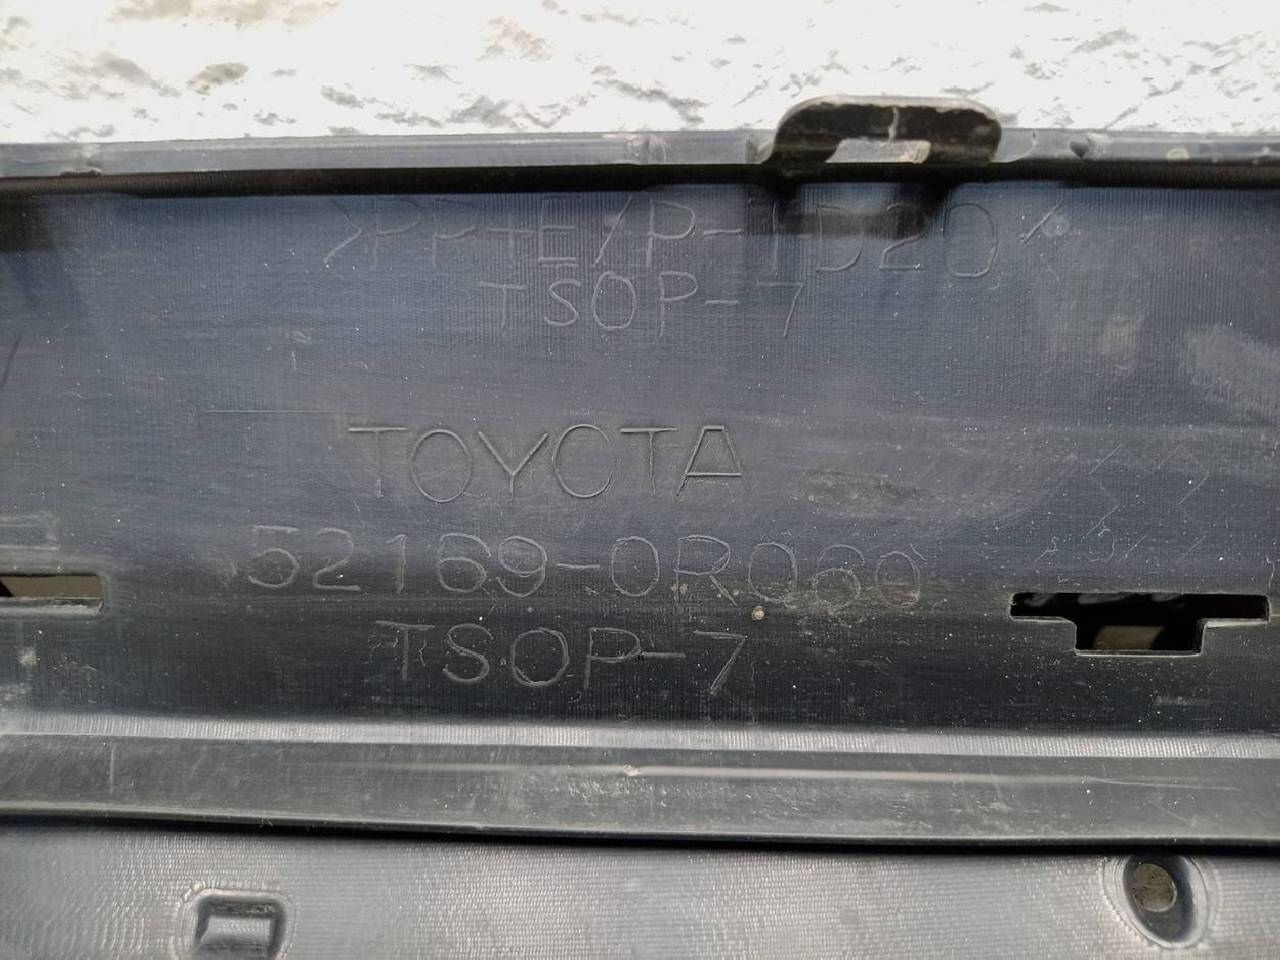 >PP+E/P-TD20<
TSOP-7
TOYOTA
52169-0R060
TSOP-7